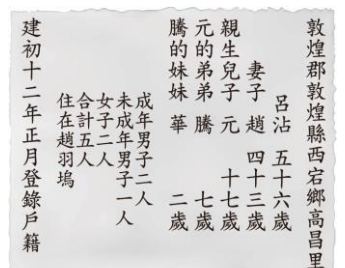 敦煌郡敦煌縣西宕鄉高昌里
呂沾 五十六歲
妻子 趙 四十三歲
親生兒子 元 十七歲
元的弟弟 騰 七歲
騰的妹妹 華 二歲
成年男子二人
未成年男子一人
女子二人
合計五人
住在趙羽塢
建初十二年正月登錄戶籍